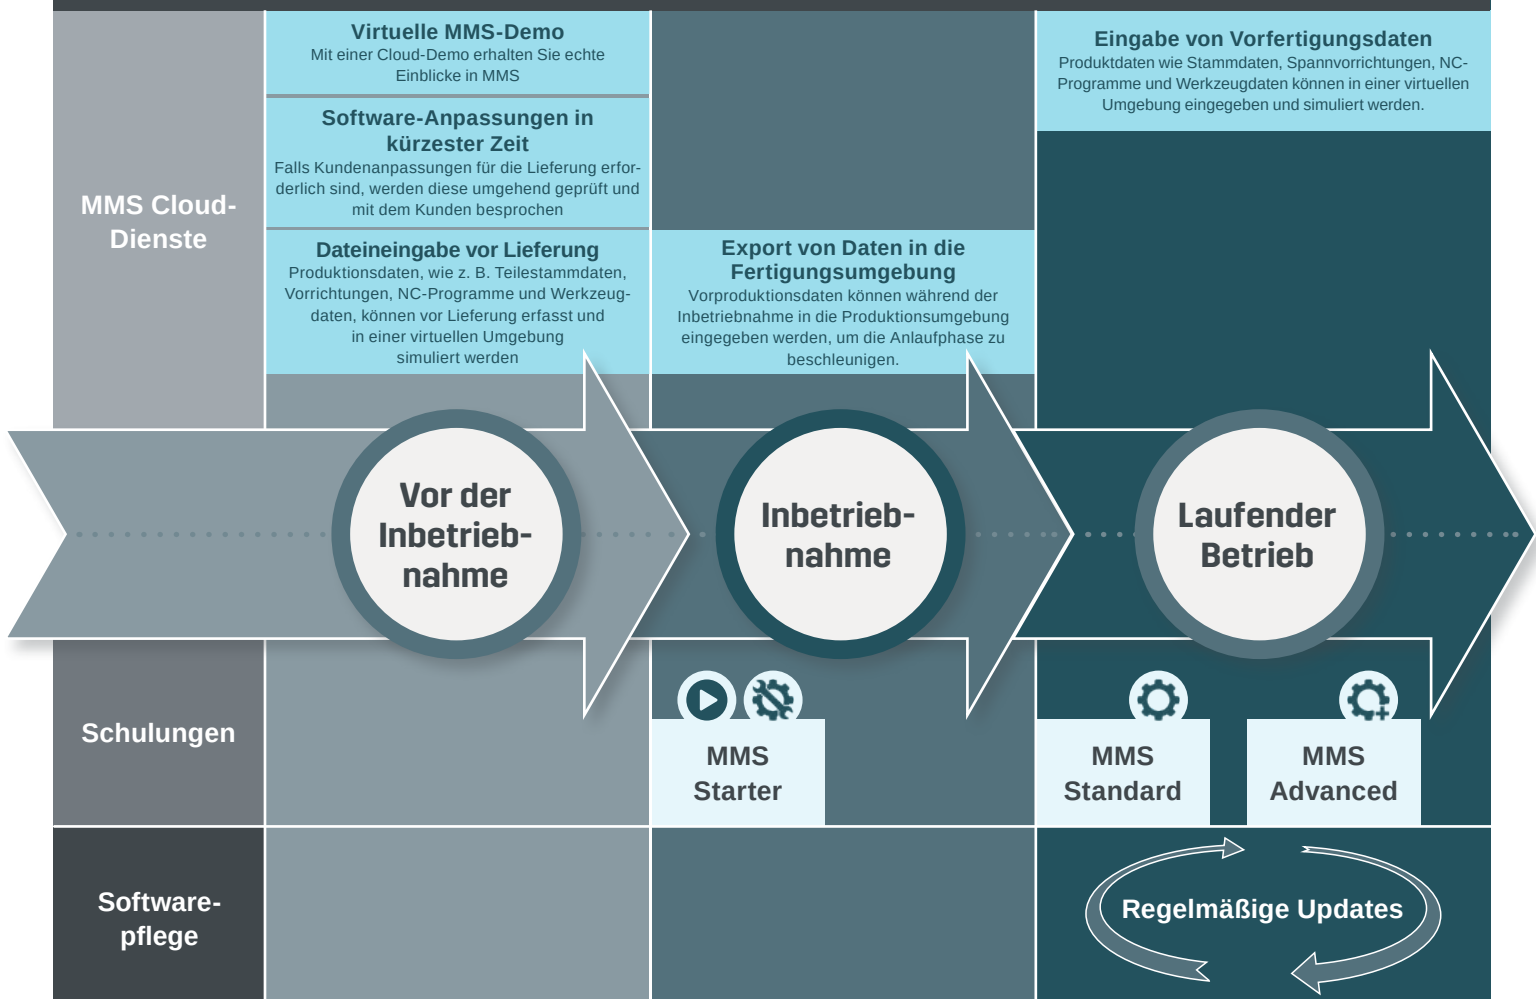 MMS Cloud-
Dienste
Virtuelle MMS-Demo
Mit einer Cloud-Demo erhalten Sie echte
Einblicke in MMS
Software-Anpassungen in
kürzester Zeit
Falls Kundenanpassungen für die Lieferung erfor-
derlich sind, werden diese umgehend geprüft und
mit dem Kunden besprochen
Dateineingabe vor Lieferung
Produktionsdaten, wie z. B. Teilestammdaten,
Vorrichtungen, NC-Programme und Werkzeug-
daten, können vor Lieferung erfasst und
in einer virtuellen Umgebung
simuliert werden
Export von Daten in die
Fertigungsumgebung
Vorproduktionsdaten können während der
Inbetriebnahme in die Produktionsumgebung
eingegeben werden, um die Anlaufphase zu
beschleunigen.
Eingabe von Vorfertigungsdaten
Produktdaten wie Stammdaten, Spannvorrichtungen, NC-
Programme und Werkzeugdaten können in einer virtuellen
Umgebung eingegeben und simuliert werden.
Vor der
Inbetrieb-
nahme
Inbetrieb-
nahme
Laufender
Betrieb
Schulungen
MMS
Starter
MMS
Standard
MMS
Advanced
Software-
pflege
Regelmäßige Updates